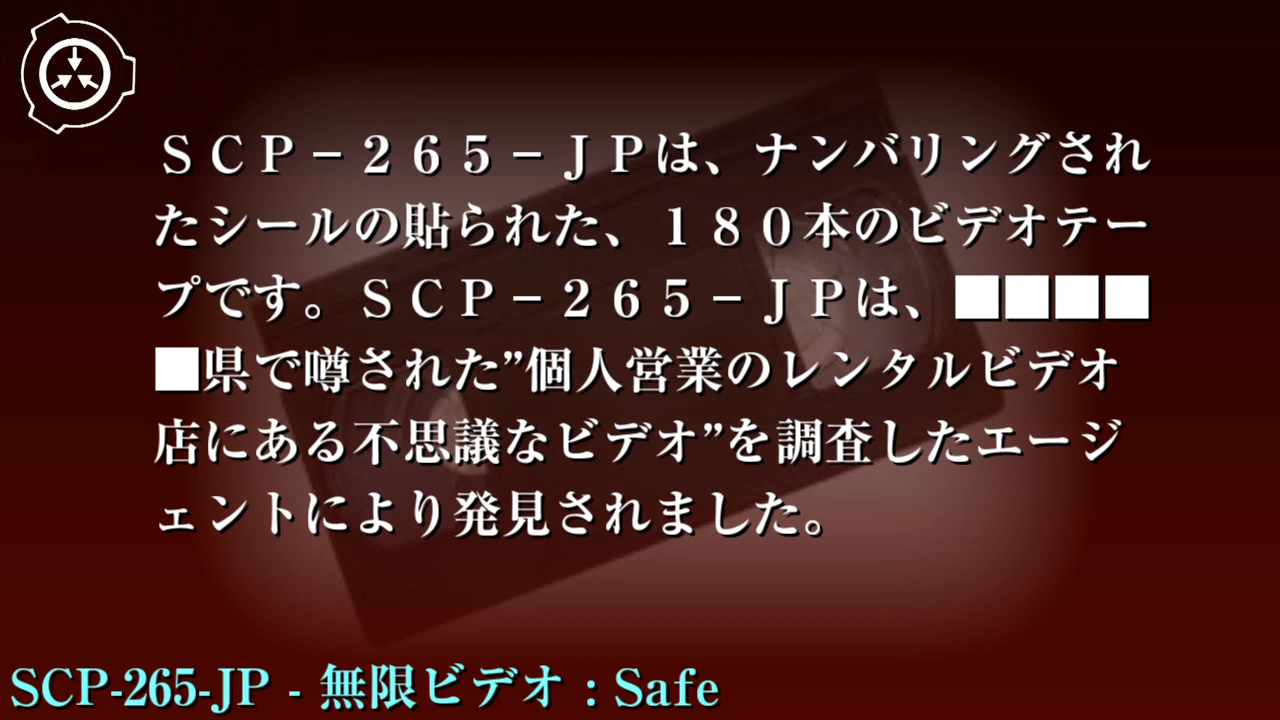 SCP−265−JPは、ナンバリングされ
たシールの貼られた、180本のビデオテー
プです。SCP−265−JPは、■■■■
■県で噂された”個人営業のレンタルビデオ
店にある不思議なビデオ”を調査したエージ
ェントにより発見されました。
SCP-265-JP - 無限ビデオ : Safe